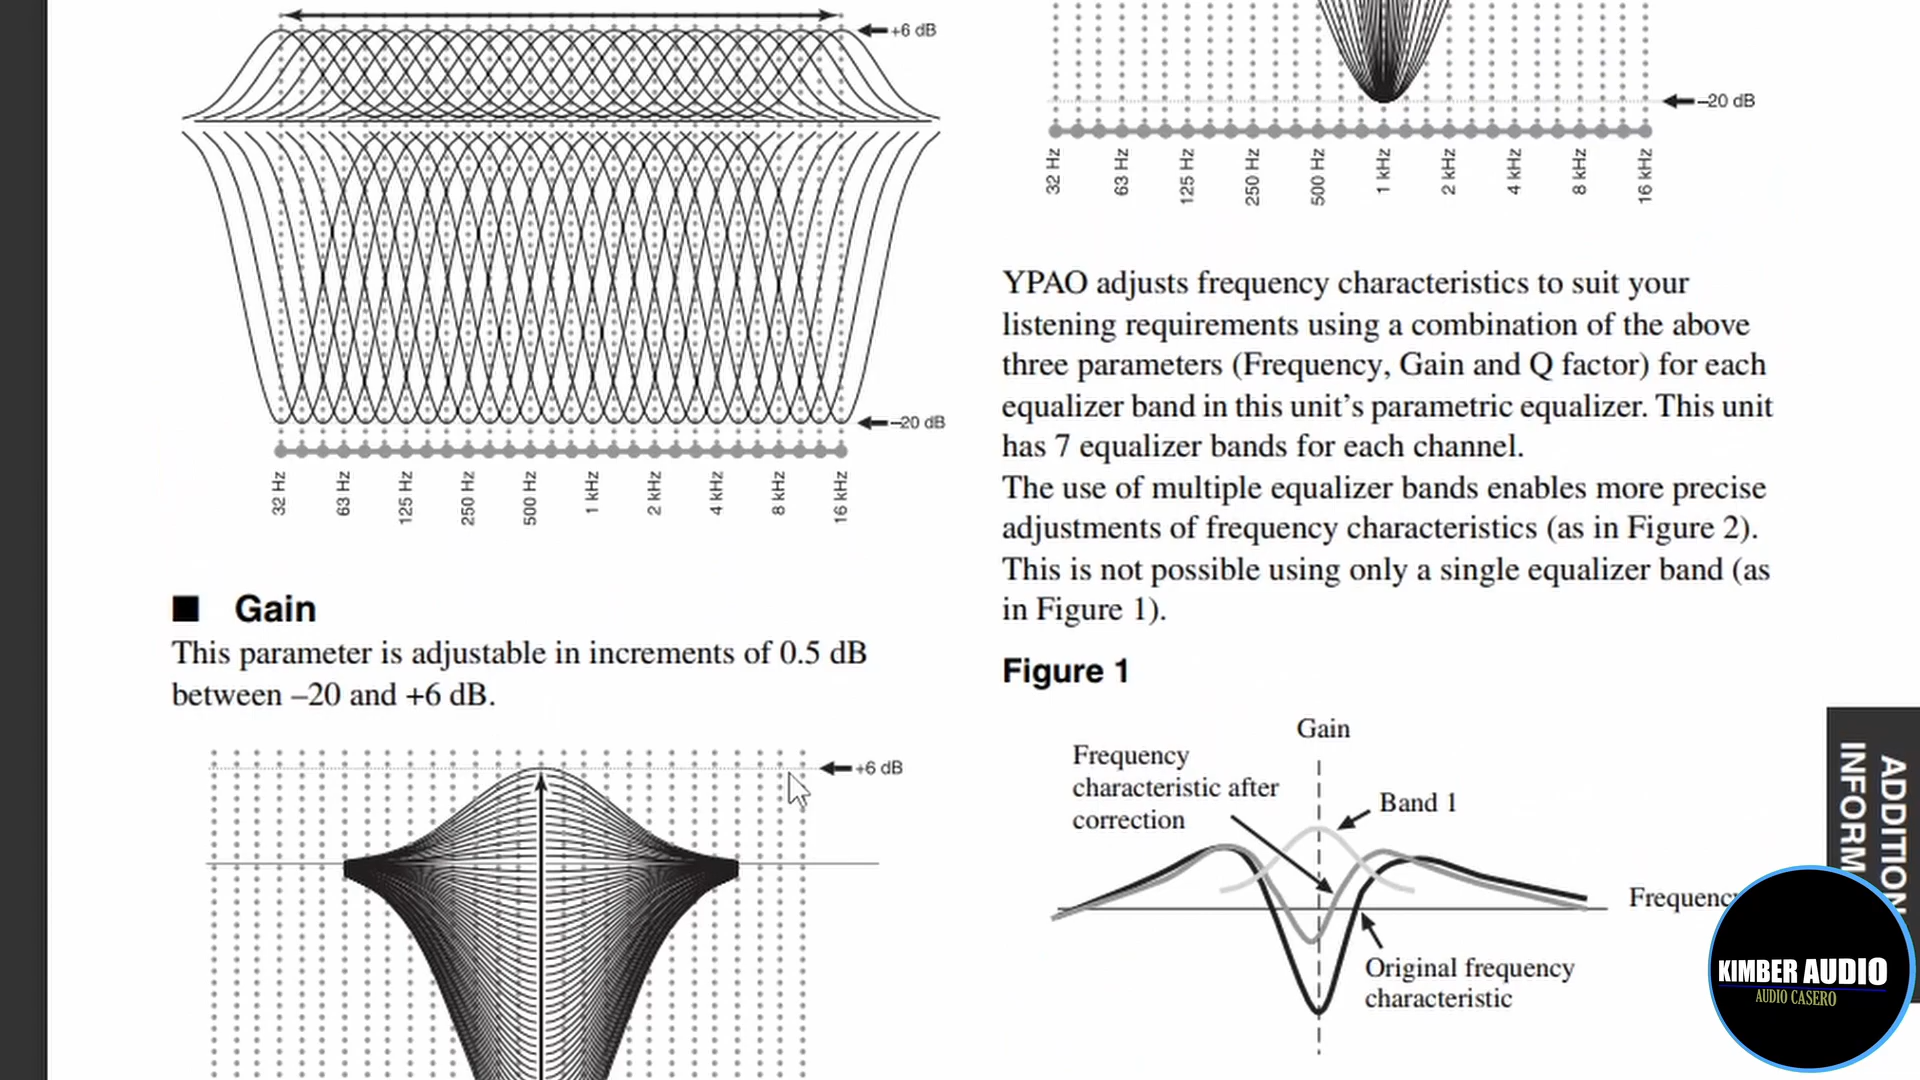 +6 dB
–20 dB
32 Hz
63 Hz
125 Hz
250 Hz
500 Hz
1 kHz
2 kHz
4 kHz
8 kHz
16 kHz
■ Gain
This parameter is adjustable in increments of 0.5 dB
between –20 and +6 dB.
+6 dB
–20 dB
32 Hz
63 Hz
125 Hz
250 Hz
500 Hz
1 kHz
2 kHz
4 kHz
8 kHz
16 kHz
YPAO adjusts frequency characteristics to suit your
listening requirements using a combination of the above
three parameters (Frequency, Gain and Q factor) for each
equalizer band in this unit’s parametric equalizer. This unit
has 7 equalizer bands for each channel.
The use of multiple equalizer bands enables more precise
adjustments of frequency characteristics (as in Figure 2).
This is not possible using only a single equalizer band (as
in Figure 1).
Figure 1
Gain
Frequency
characteristic after
correction
Band 1
Original frequency
characteristic
KIMBER AUDIO
AUDIO CASERO